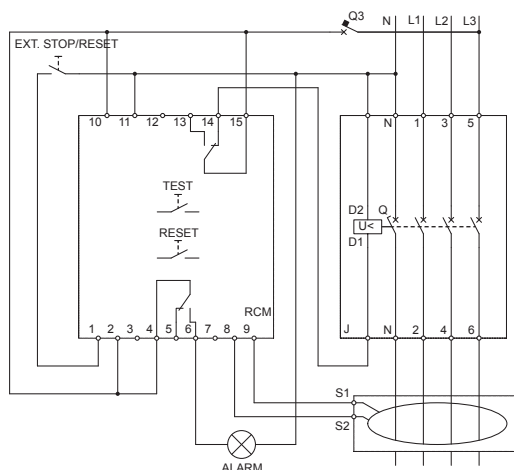 Q3 N L1 L2 L3
EXT. STOP/RESET
10 11 12 13 14 15 N 1 3 5
TEST
D2 Q
U<
D1
RESET
RCM
1 2 3 4 5 6 7 8 9 J N 2 4 6
S1
S2
ALARM